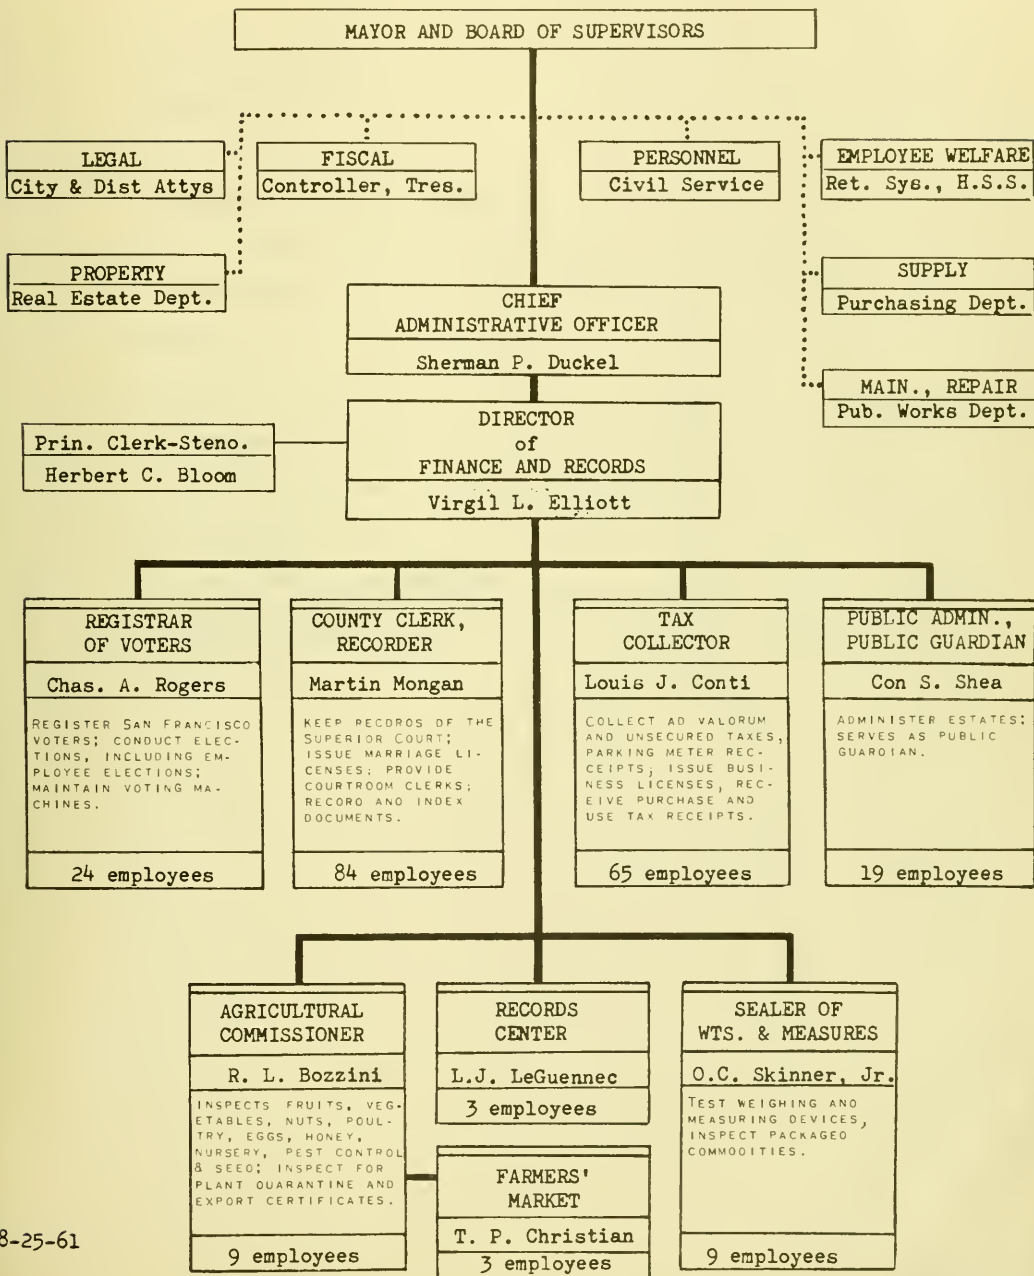 MAYOR AND BOARD OF SUPERVISORS
LEGAL
City & Dist Attys
FISCAL
Controller, Tres.
PERSONNEL
Civil Service
EMPLOYEE WELFARE
Ret. Sys., H.S.S.
PROPERTY
Real Estate Dept.
SUPPLY
Purchasing Dept.
CHIEF
ADMINISTRATIVE OFFICER
Sherman P. Duckel
MAIN., REPAIR
Pub. Works Dept.
Prin. Clerk-Steno.
Herbert C. Bloom
DIRECTOR
of
FINANCE AND RECORDS
Virgil L. Elliott
REGISTRAR
OF VOTERS
Chas. A. Rogers
REGISTER SAN FRANCISCO
VOTERS; CONDUCT ELEC-
TIONS, INCLUDING EM-
PLOYEE ELECTIONS;
MAINTAIN VOTING MA-
CHINES.
24 employees
COUNTY CLERK,
RECORDER
Martin Mongan
KEEP RECORDS OF THE
SUPERIOR COURT;
ISSUE MARRIAGE LI-
CENSES; PROVIDE
COURTROOM CLERKS;
RECORD AND INDEX
DOCUMENTS.
84 employees
TAX
COLLECTOR
Louis J. Conti
COLLECT AD VALORUM
AND UNSECURED TAXES,
PARKING METER REC-
EIPTS; ISSUE BUSI-
NESS LICENSES, REC-
EIVE PURCHASE AND
USE TAX RECEIPTS.
65 employees
PUBLIC ADMIN.,
PUBLIC GUARDIAN
Con S. Shea
ADMINISTER ESTATES;
SERVES AS PUBLIC
GUARDIAN.
19 employees
AGRICULTURAL
COMMISSIONER
R. L. Bozzini
INSPECTS FRUITS, VEG-
ETABLES, NUTS, POUL-
TRY, EGGS, HONEY,
NURSERY, PEST CONTROL
& SEED; INSPECT FOR
PLANT QUARANTINE AND
EXPORT CERTIFICATES.
9 employees
RECORDS
CENTER
L.J. LeGuennec
3 employees
FARMERS'
MARKET
T. P. Christian
3 employees
SEALER OF
WTS. & MEASURES
O.C. Skinner, Jr.
TEST WEIGHING AND
MEASURING DEVICES,
INSPECT PACKAGED
COMMODITIES.
9 employees
8-25-61